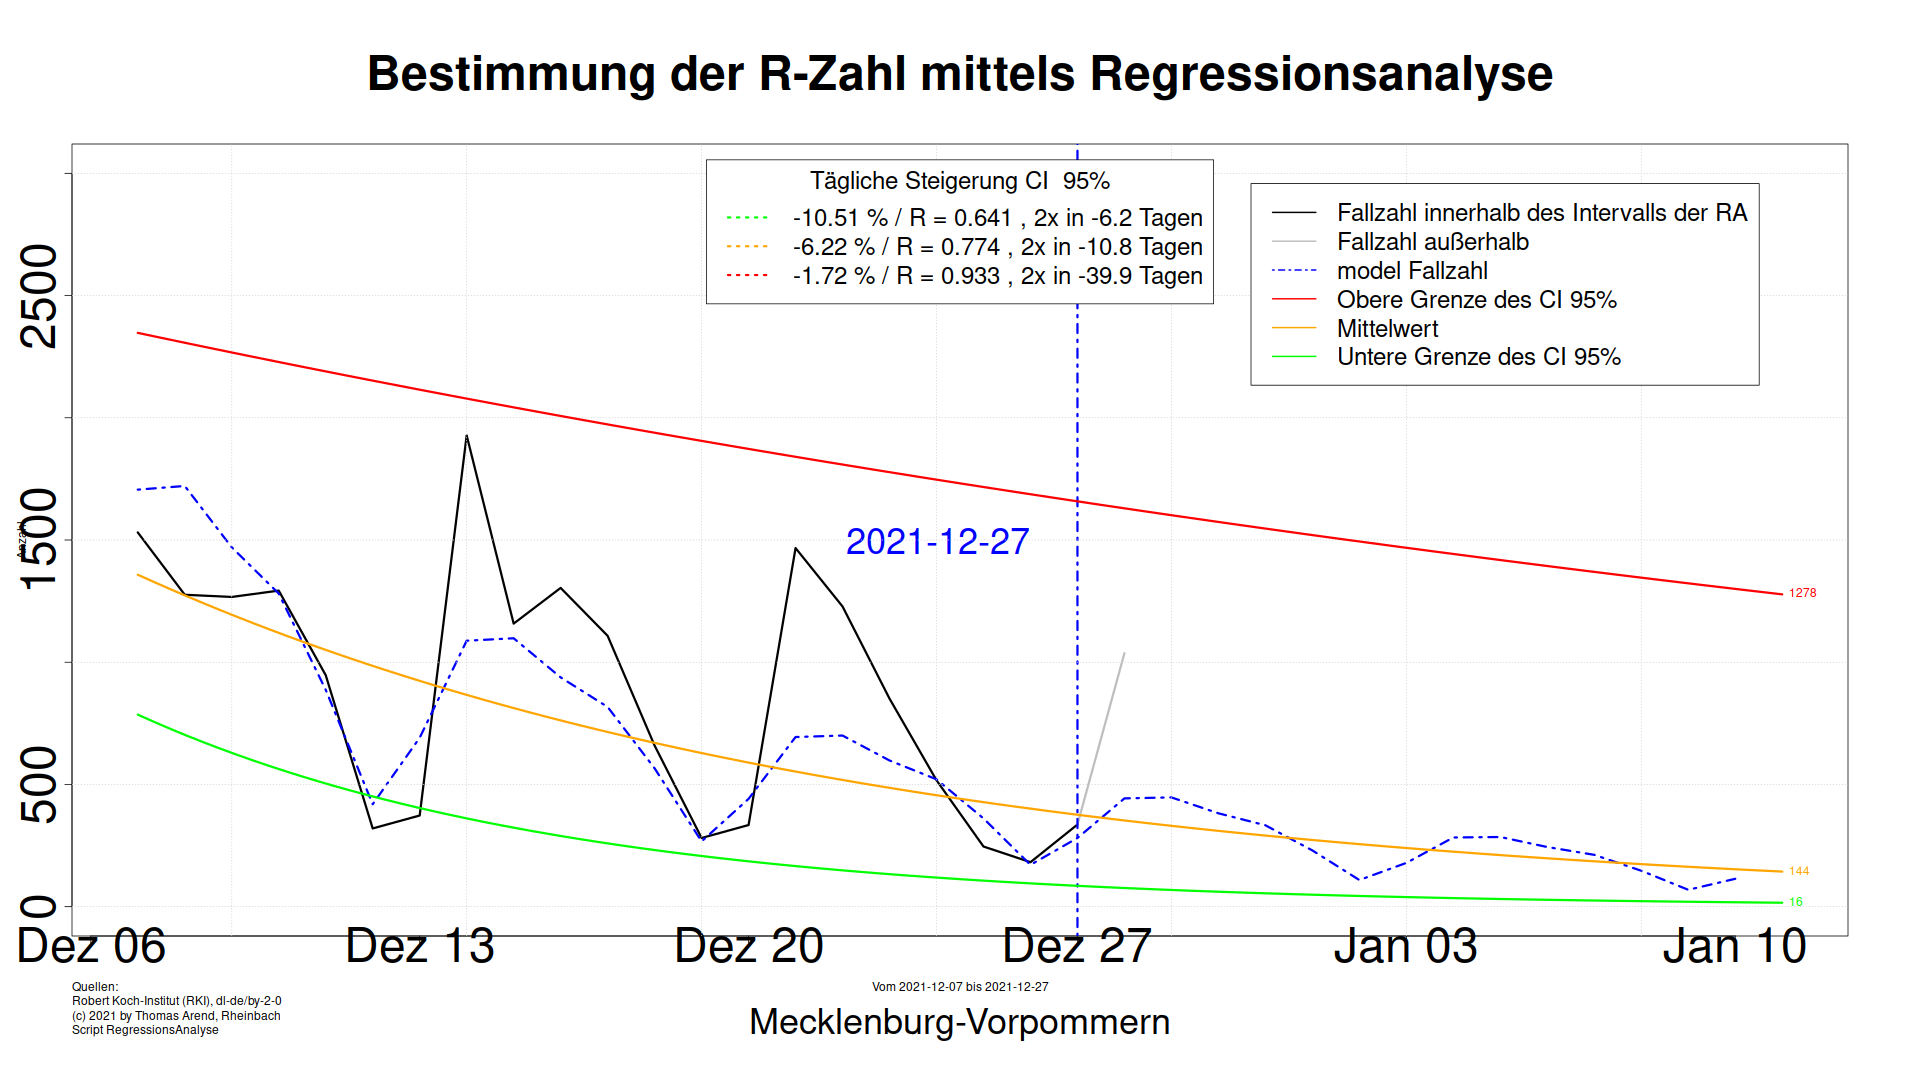 Bestimmung der R-Zahl mittels Regressionsanalyse
Tägliche Steigerung CI 95%
-10.51 % / R = 0.641 , 2x in -6.2 Tagen
-6.22 % / R = 0.774 , 2x in -10.8 Tagen
-1.72 % / R = 0.933 , 2x in -39.9 Tagen
Fallzahl innerhalb des Intervalls der RA
Fallzahl außerhalb
model Fallzahl
Obere Grenze des CI 95%
Mittelwert
Untere Grenze des CI 95%
2500
1500
500
0
Anzahl
2021-12-27
1278
144
16
Dez 06
Dez 13
Dez 20
Dez 27
Jan 03
Jan 10
Quellen:
Robert Koch-Institut (RKI), dl-de/by-2-0
(c) 2021 by Thomas Arend, Rheinbach
Script RegressionsAnalyse
Vom 2021-12-07 bis 2021-12-27
Mecklenburg-Vorpommern